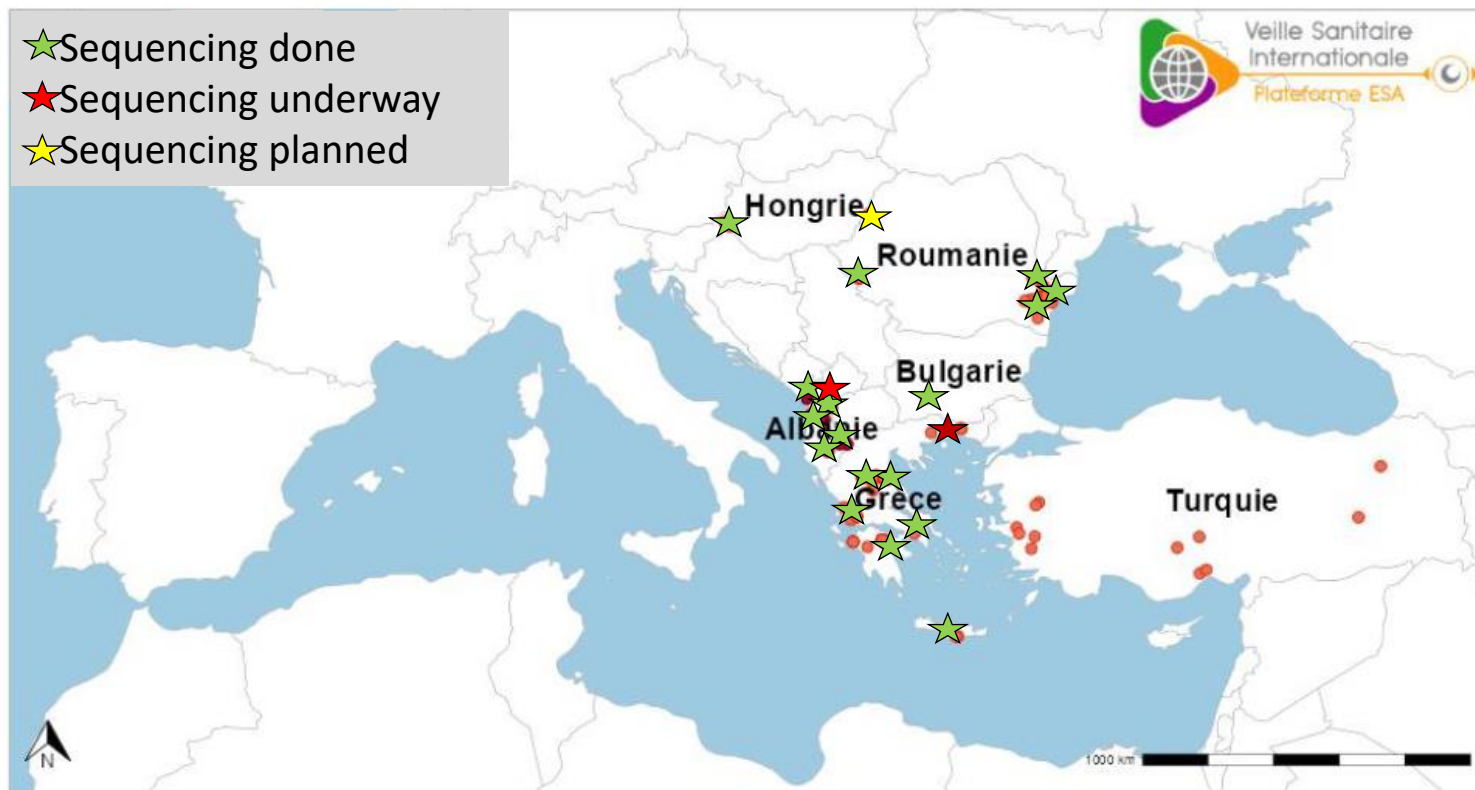 Sequencing done
Sequencing underway
Sequencing planned
Veille Sanitaire
Internationale
Plateforme ESA
Hongrie
Roumanie
Bulgarie
Albanie
Grèce
Turquie
N
1000 km